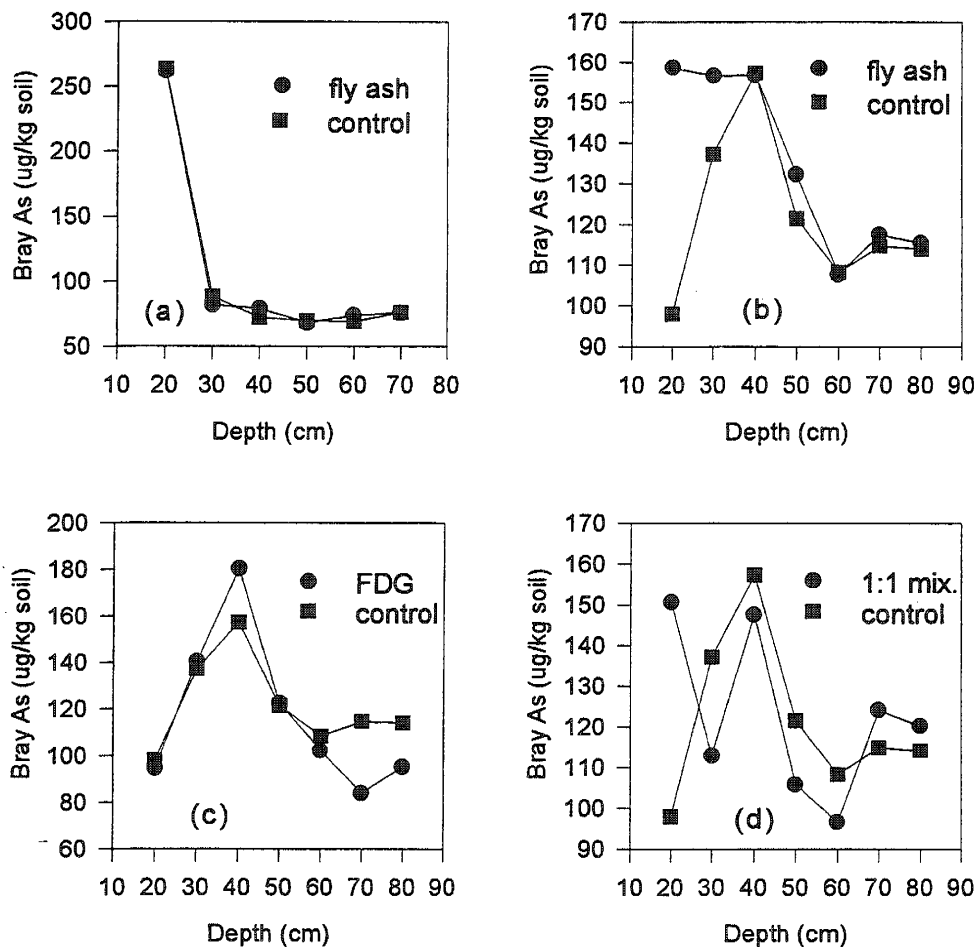 300
250
200
150
100
50
Bray As (ug/kg soil)
fly ash
control
(a)
10 20 30 40 50 60 70 80
Depth (cm)
170
160
150
140
130
120
110
100
90
Bray As (ug/kg soil)
fly ash
control
(b)
10 20 30 40 50 60 70 80 90
Depth (cm)
200
180
160
140
120
100
80
60
Bray As (ug/kg soil)
FDG
control
(c)
10 20 30 40 50 60 70 80 90
Depth (cm)
170
160
150
140
130
120
110
100
90
Bray As (ug/kg soil)
1:1 mix.
control
(d)
10 20 30 40 50 60 70 80 90
Depth (cm)